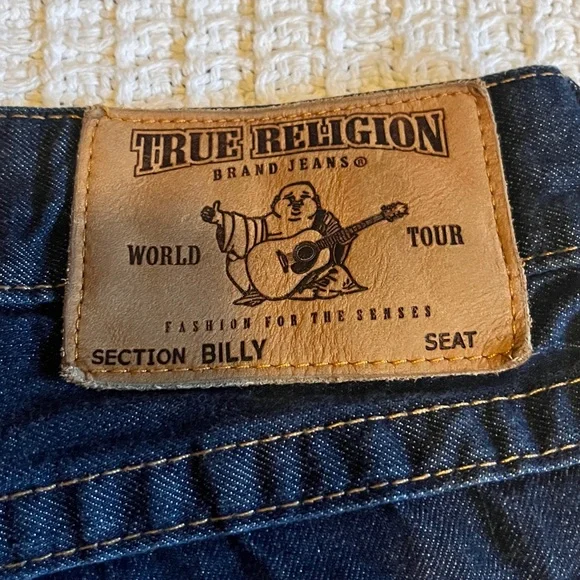 TRUE RELIGION
BRAND JEANS®
WORLD TOUR
FASHION FOR THE SENSES
SECTION BILLY SEAT